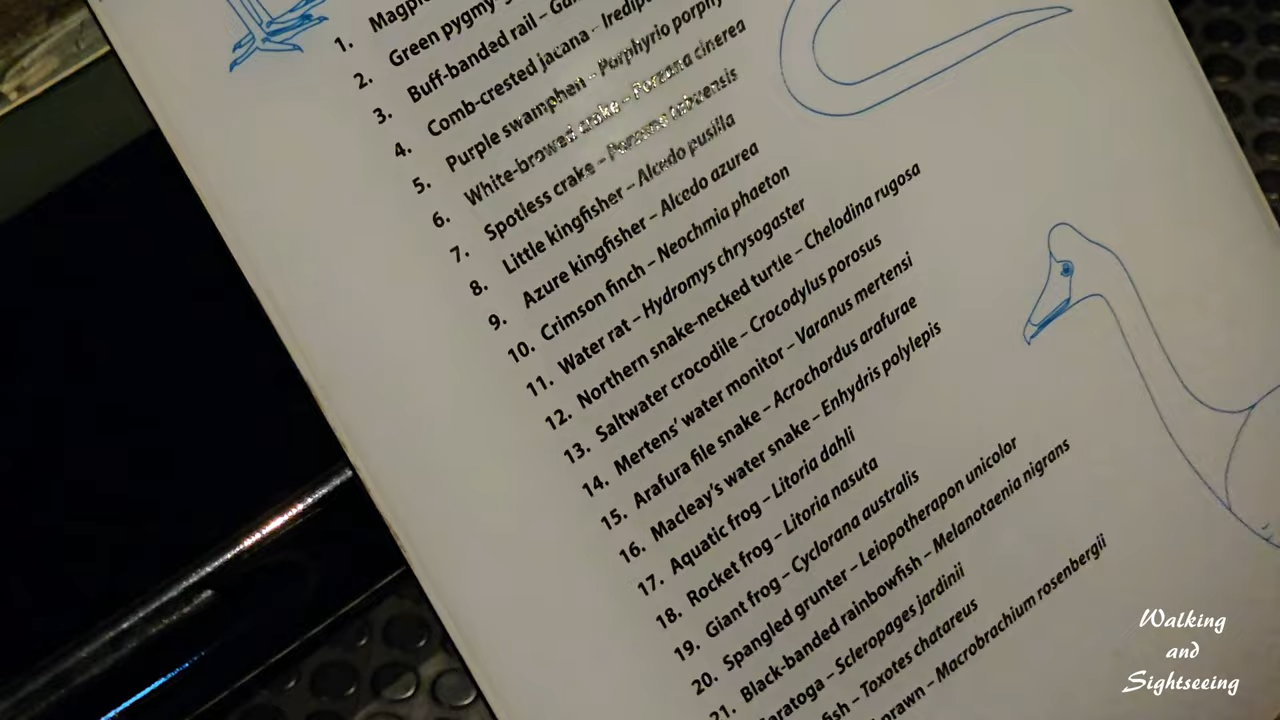 1. Magpie
2. Green pygmy
3. Buff-banded rail –
4. Comb-crested jacana –
5. Purple swamphen – Porphyrio
6. White-browed crake – Porzana cinerea
7. Spotless crake – Porzana tabuensis
8. Little kingfisher – Alcedo pusilla
9. Azure kingfisher – Alcedo azurea
10. Crimson finch – Neochmia phaeton
11. Water rat – Hydromys chrysogaster
12. Northern snake-necked turtle – Chelodina rugosa
13. Saltwater crocodile – Crocodylus porosus
14. Mertens' water monitor – Varanus mertensi
15. Arafura file snake – Acrochordus arafurae
16. Macleay's water snake – Enhydris polylepis
17. Aquatic frog – Litoria dahli
18. Rocket frog – Litoria nasuta
19. Giant frog – Cyclorana australis
20. Spangled grunter – Leiopotherapon unicolor
21. Black-banded rainbowfish – Melanotaenia nigrans
– Scleropages jardinii
– Toxotes chatareus
prawn – Macrobrachium rosenbergii
Walking
and
Sightseeing